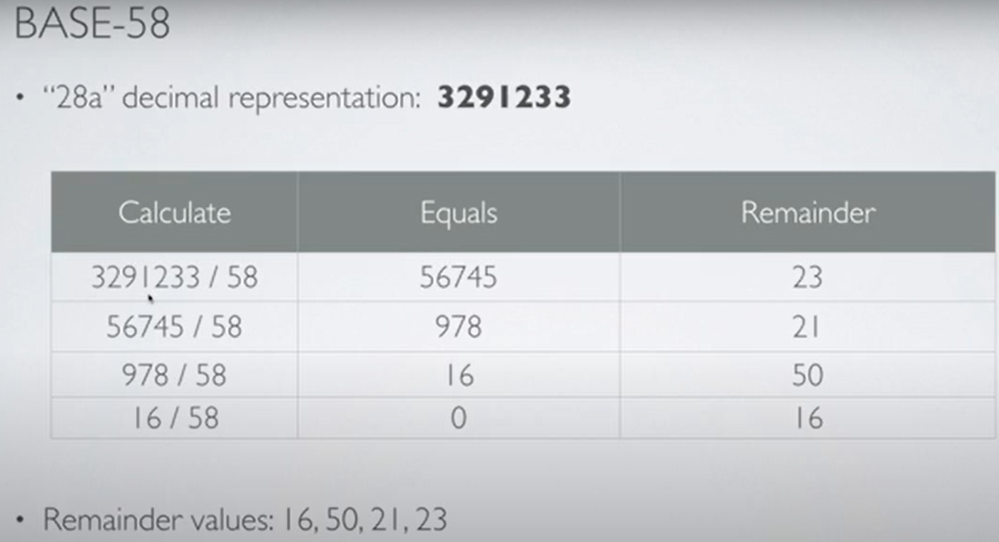 BASE-58
• “28a” decimal representation: 3291233
Calculate Equals Remainder
3291233 / 58 56745 23
56745 / 58 978 21
978 / 58 16 50
16 / 58 0 16
• Remainder values: 16, 50, 21, 23